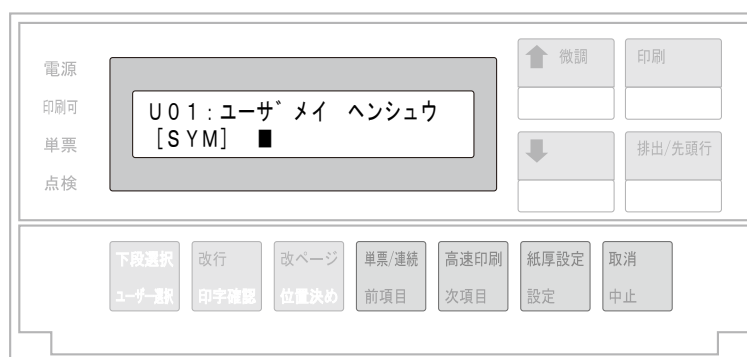 電源
印刷可
単票
点検
U01:ユーザ゛メイ ヘンシュウ
[SYM] ■
微調
印刷
排出/先頭行
下段選択
ユーザー選択
改行
印字確認
改ページ
位置決め
単票/連続
前項目
高速印刷
次項目
紙厚設定
設定
取消
中止